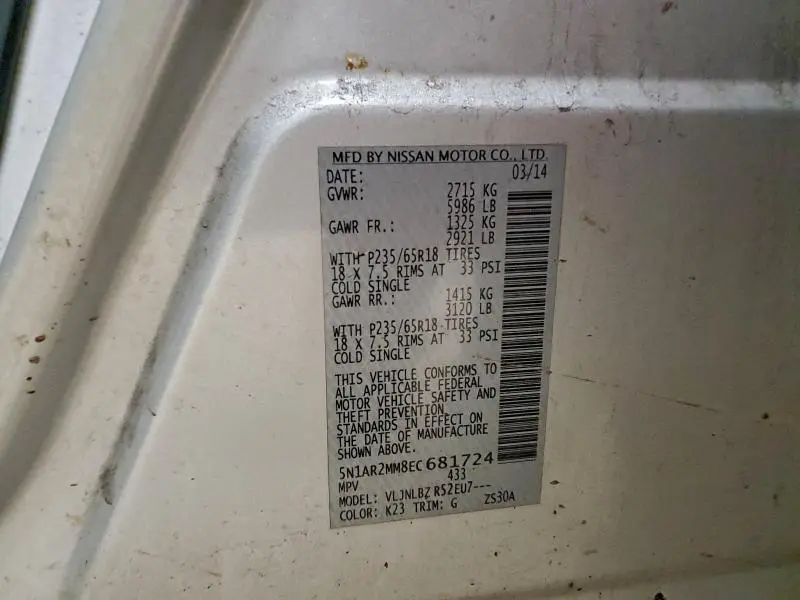 MFD BY NISSAN MOTOR CO., LTD.
DATE: 03/14
GVWR: 2715 KG
5986 LB
GAWR FR.: 1325 KG
2921 LB
WITH P235/65R18 TIRES
18 X 7.5 RIMS AT 33 PSI
COLD SINGLE
GAWR RR.: 1415 KG
3120 LB
WITH P235/65R18 TIRES
18 X 7.5 RIMS AT 33 PSI
COLD SINGLE
THIS VEHICLE CONFORMS TO
ALL APPLICABLE FEDERAL
MOTOR VEHICLE SAFETY AND
THEFT PREVENTION
STANDARDS IN EFFECT ON
THE DATE OF MANUFACTURE
SHOWN ABOVE.
5N1AR2MM8EC681724
MPV 433
MODEL: VLJNLBZ R52EU7---
COLOR: K23 TRIM: G ZS30A